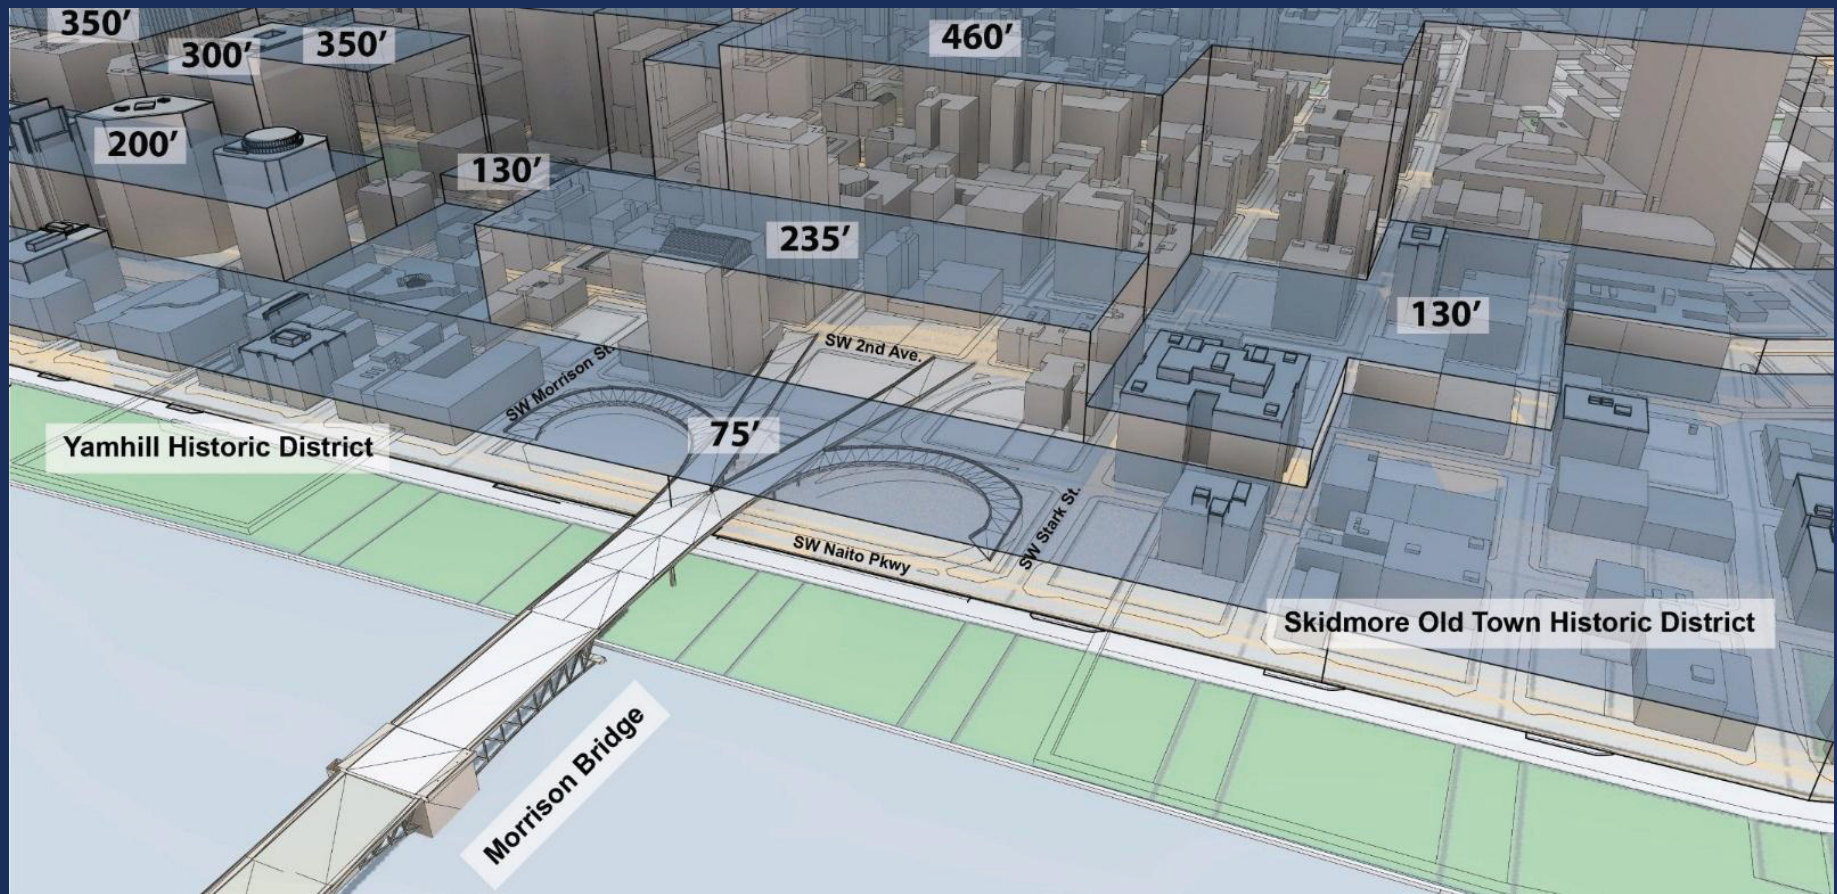 350'
300'
350'
460'
200'
130'
235'
130'
SW 2nd Ave.
SW Morrison St.
75'
Yamhill Historic District
SW Stark St.
SW Naito Pkwy
Skidmore Old Town Historic District
Morrison Bridge